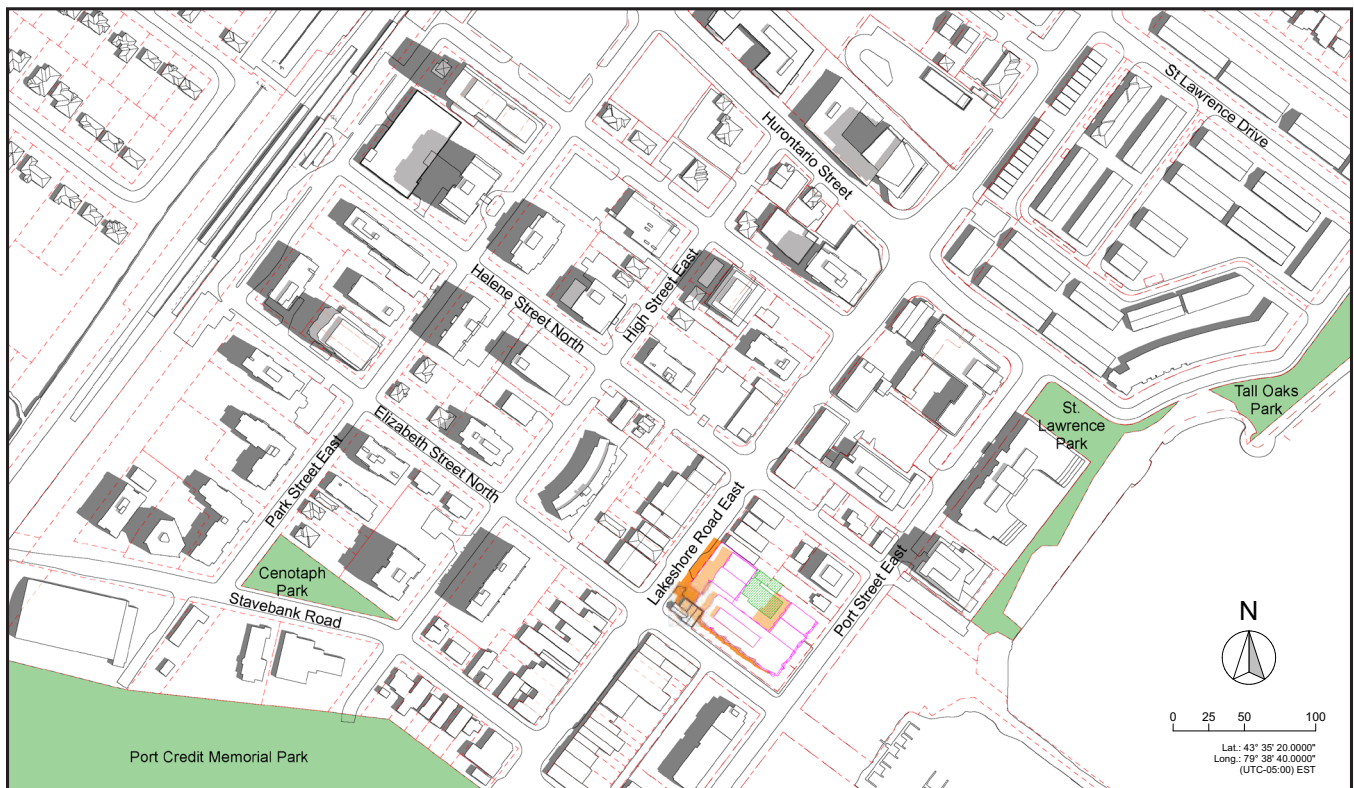 St Lawrence Drive
Hurontario Street
High Street East
Helene Street North
Tall Oaks
Park
St.
Lawrence
Park
Elizabeth Street North
Park Street East
Lakeshore Road East
Port Street East
Cenotaph
Park
Stavebank Road
N
0 25 50 100
Port Credit Memorial Park
Lat.: 43° 35' 20.0000"
Long.: 79° 38' 40.0000"
(UTC-05:00) EST